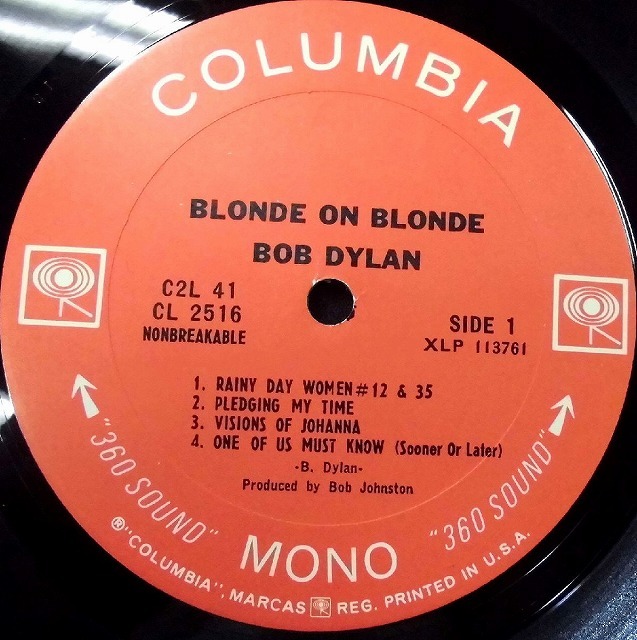 COLUMBIA
BLONDE ON BLONDE
BOB DYLAN
C2L 41
CL 2516
NONBREAKABLE
SIDE 1
XLP 113761
1. RAINY DAY WOMEN #12 & 35
2. PLEDGING MY TIME
3. VISIONS OF JOHANNA
4. ONE OF US MUST KNOW (Sooner Or Later)
-B. Dylan-
Produced by Bob Johnston
"360 SOUND"
MONO
"360 SOUND"
®"COLUMBIA", MARCAS REG. PRINTED IN U.S.A.